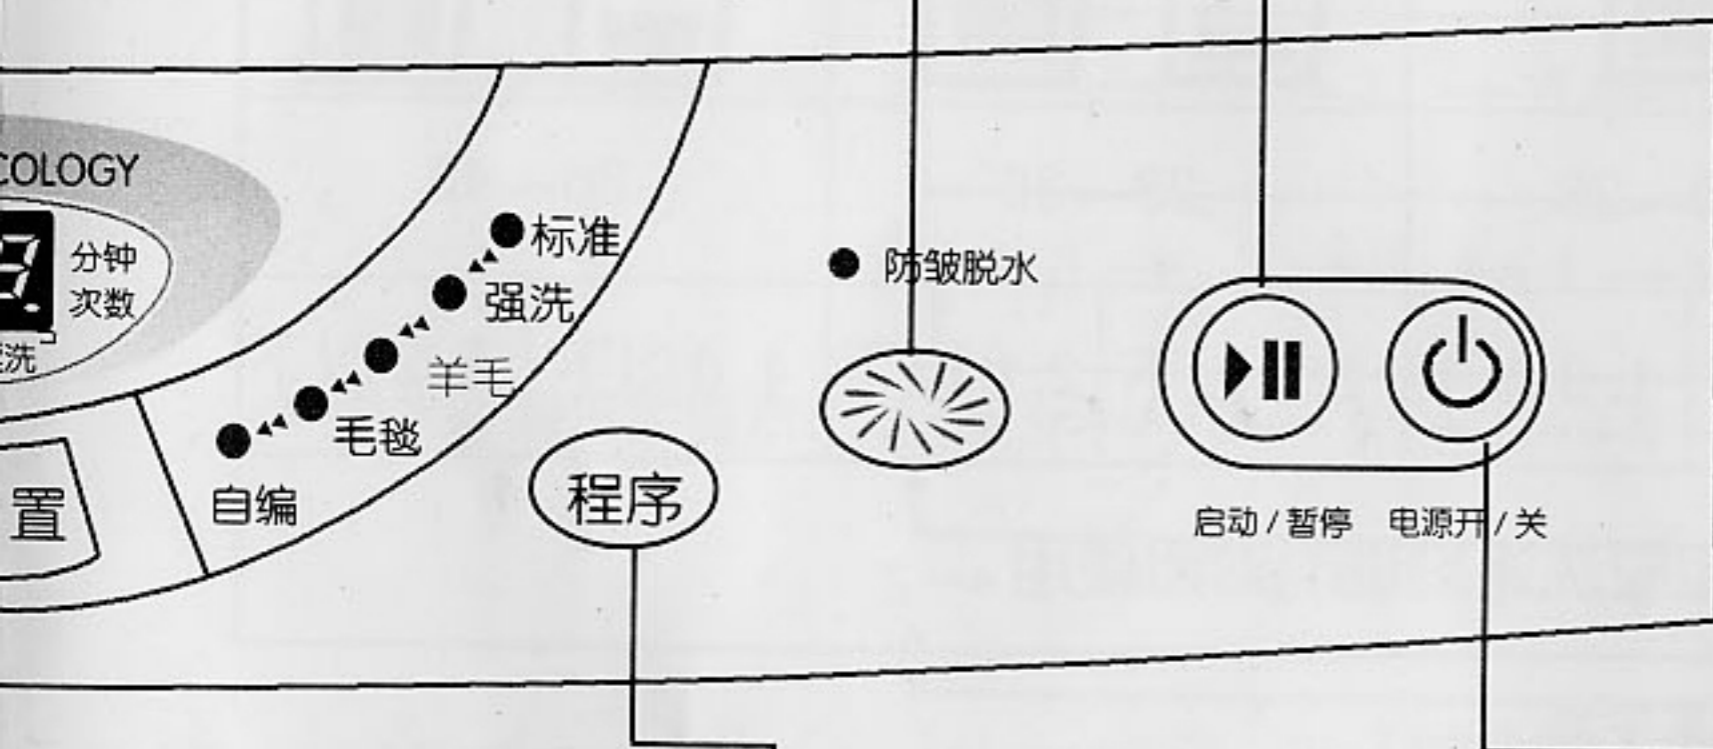 COLOGY
分钟
次数
洗
标准
强洗
羊毛
毛毯
自编
置
程序
防皱脱水
启动 / 暂停
电源开 / 关